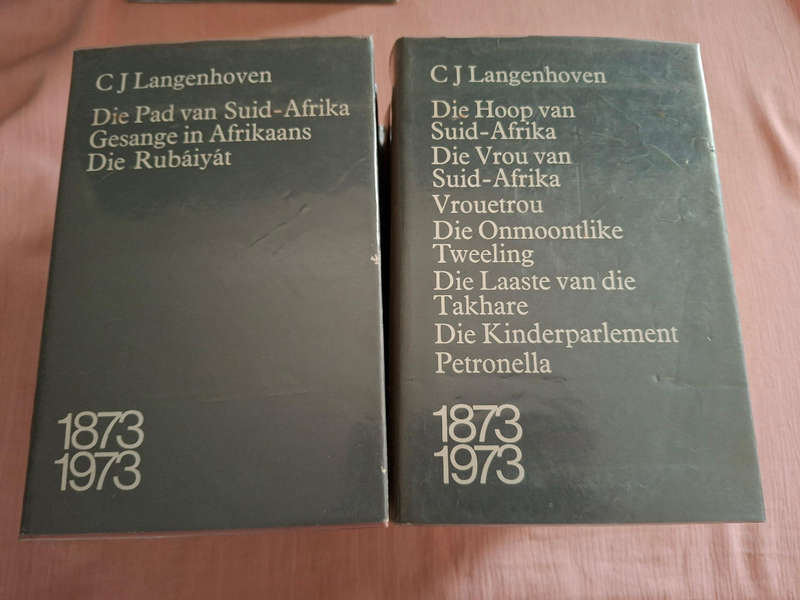 C J Langenhoven
Die Pad van Suid-Afrika
Gesange in Afrikaans
Die Rubáiyát
1873
1973
C J Langenhoven
Die Hoop van
Suid-Afrika
Die Vrou van
Suid-Afrika
Vrouetrou
Die Onmoontlike
Tweeling
Die Laaste van die
Takhare
Die Kinderparlement
Petronella
1873
1973